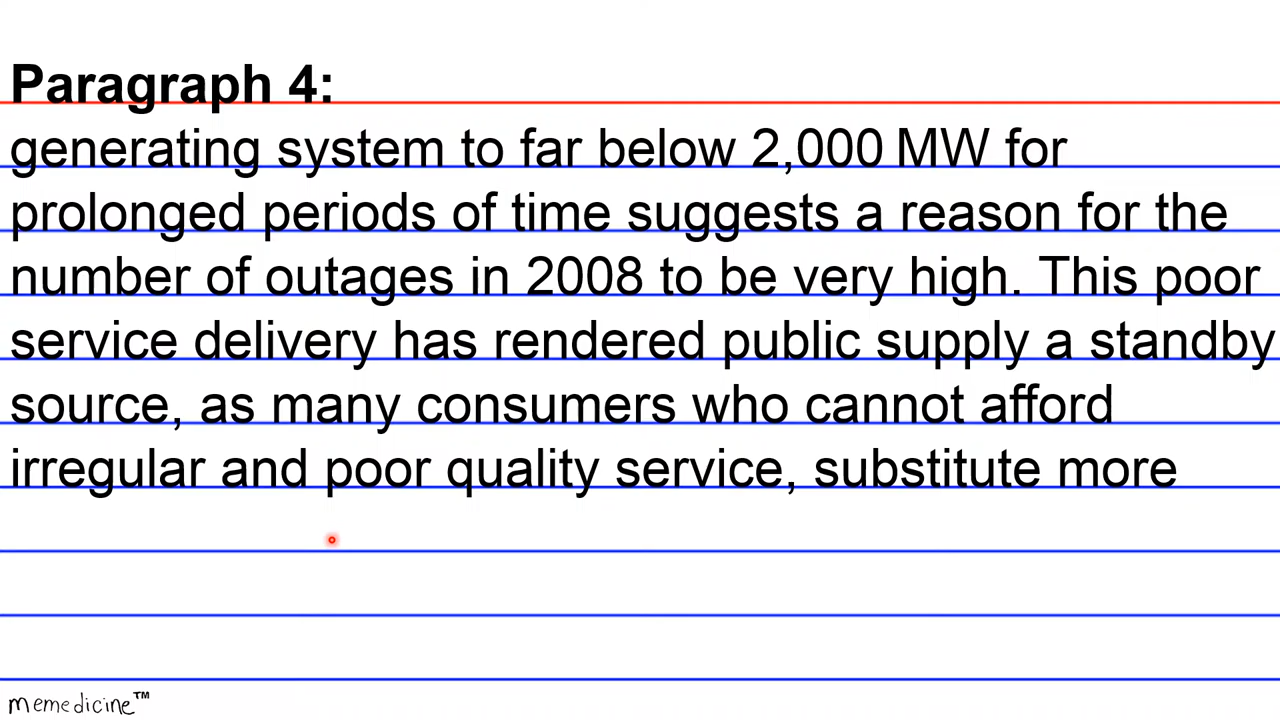 Paragraph 4:
generating system to far below 2,000 MW for
prolonged periods of time suggests a reason for the
number of outages in 2008 to be very high. This poor
service delivery has rendered public supply a standby
source, as many consumers who cannot afford
irregular and poor quality service, substitute more
memedicine™